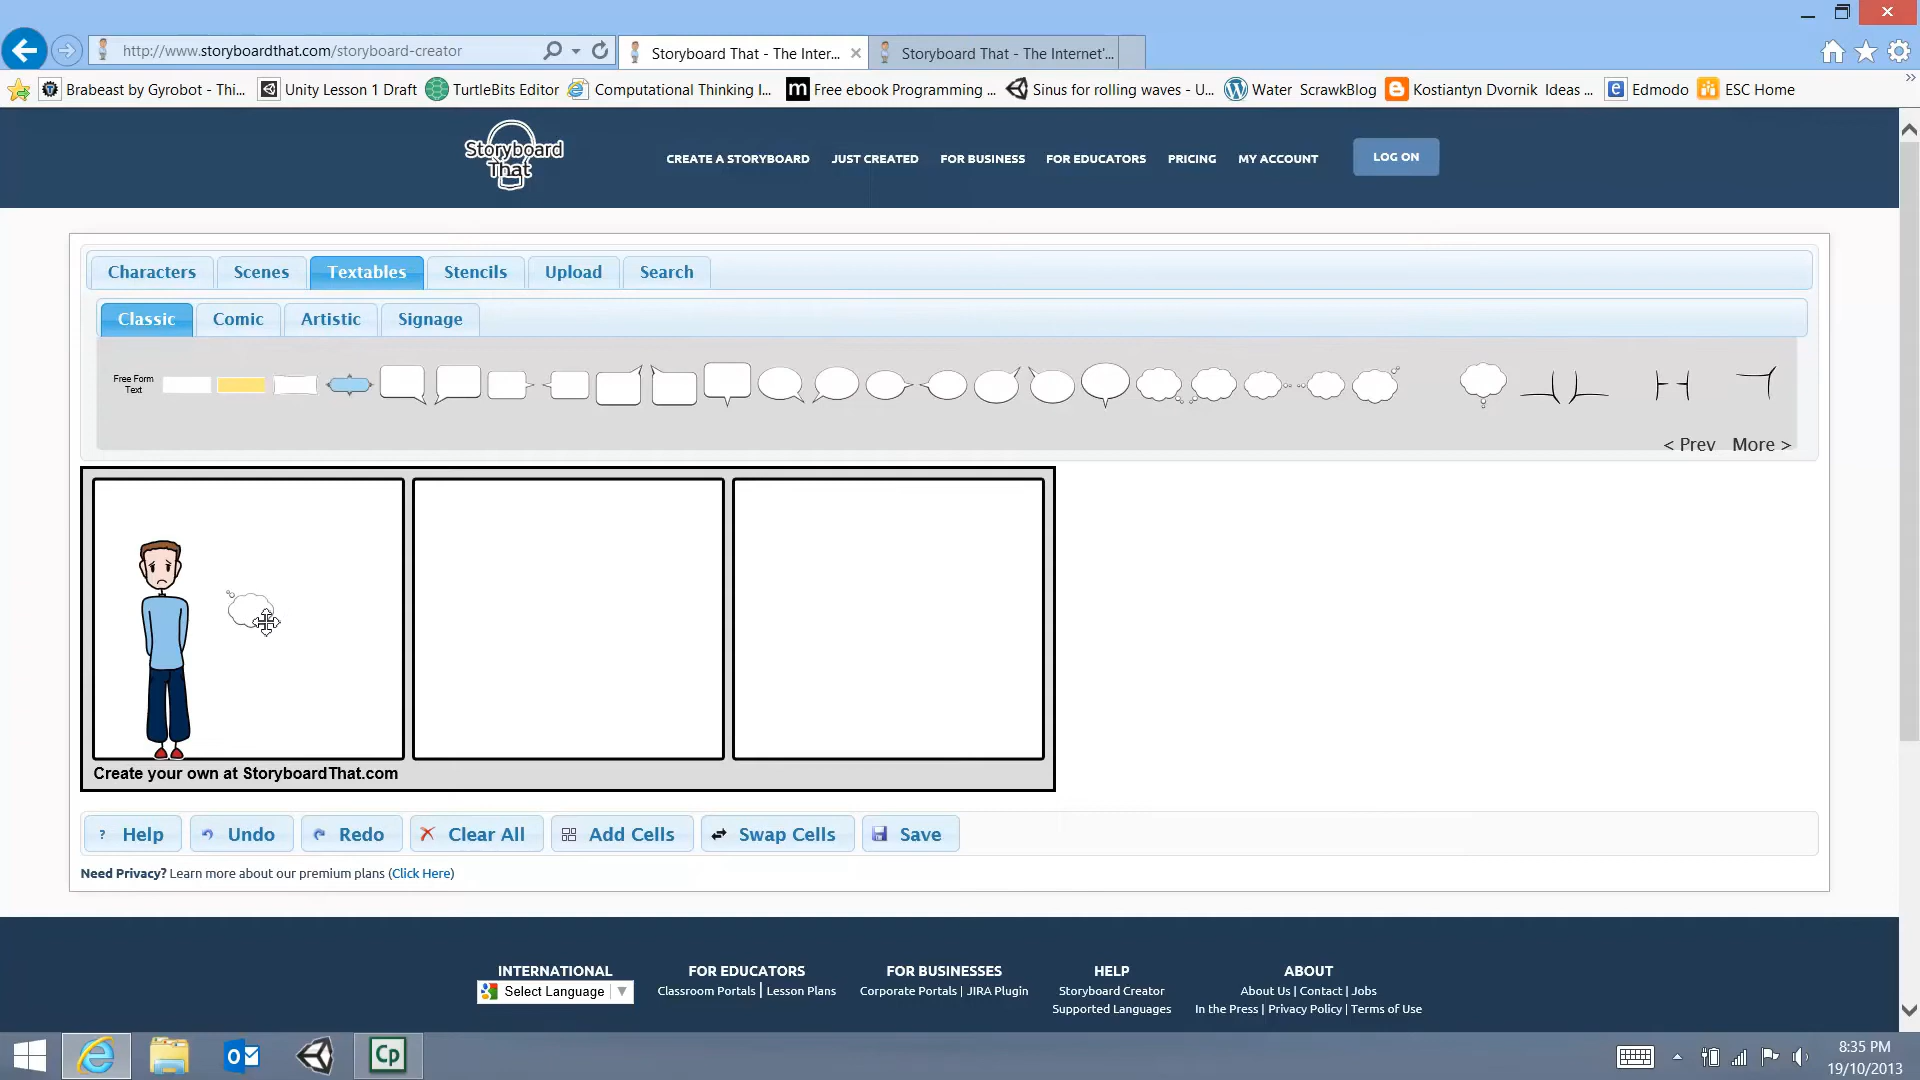 http://www.storyboardthat.com/storyboard-creator
Storyboard That - The Inter...
Storyboard That - The Internet'...
Brabeast by Gyrobot - Thi...
Unity Lesson 1 Draft
TurtleBits Editor
Computational Thinking I...
Free ebook Programming ...
Sinus for rolling waves - U...
Water ScrawkBlog
Kostiantyn Dvornik Ideas ...
Edmodo
ESC Home
Storyboard
That
CREATE A STORYBOARD
JUST CREATED
FOR BUSINESS
FOR EDUCATORS
PRICING
MY ACCOUNT
LOG ON
Characters
Scenes
Textables
Stencils
Upload
Search
Classic
Comic
Artistic
Signage
Free Form
Text
< Prev
More >
Create your own at StoryboardThat.com
? Help
Undo
Redo
Clear All
Add Cells
Swap Cells
Save
Need Privacy? Learn more about our premium plans (Click Here)
INTERNATIONAL
Select Language
FOR EDUCATORS
Classroom Portals | Lesson Plans
FOR BUSINESSES
Corporate Portals | JIRA Plugin
HELP
Storyboard Creator
Supported Languages
ABOUT
About Us | Contact | Jobs
In the Press | Privacy Policy | Terms of Use
Cp
8:35 PM
19/10/2013